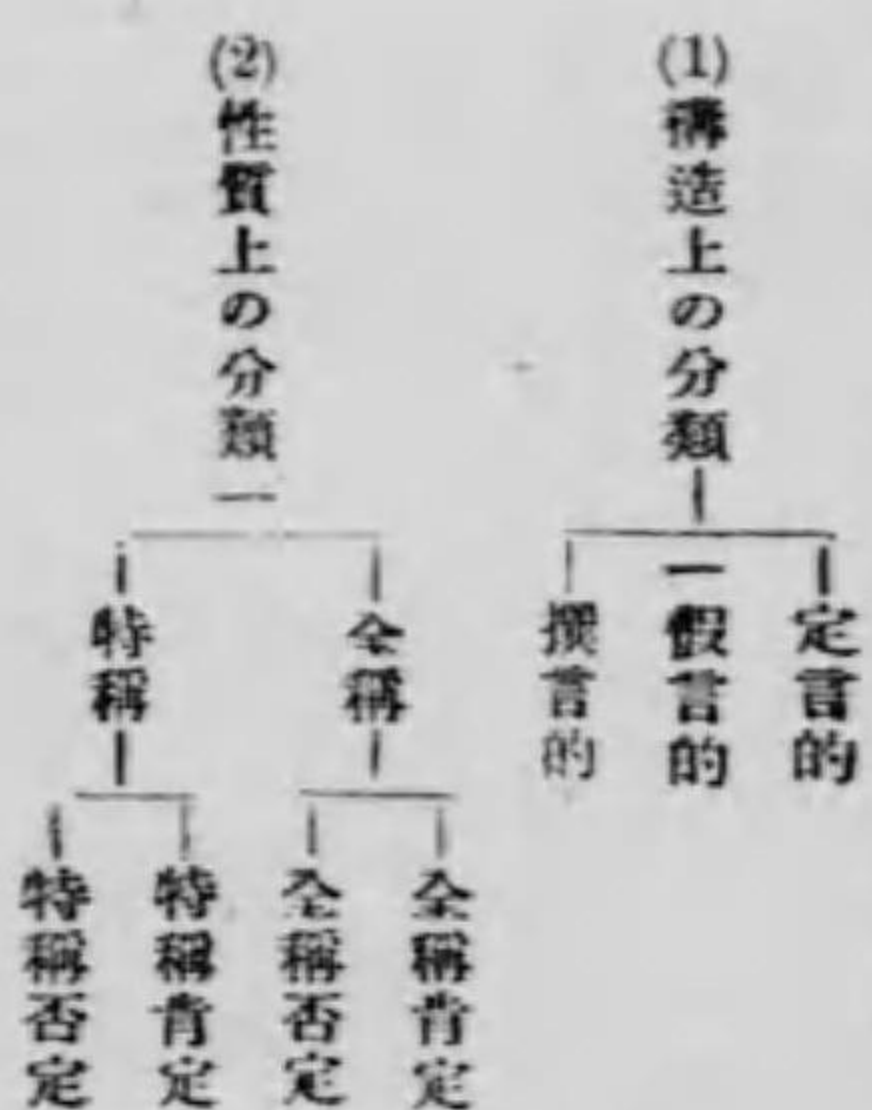 (1)構造上の分類
定言的
假言的
撰言的
(2)性質上の分類
全稱
全稱肯定
全稱否定
特稱
特稱肯定
特稱否定